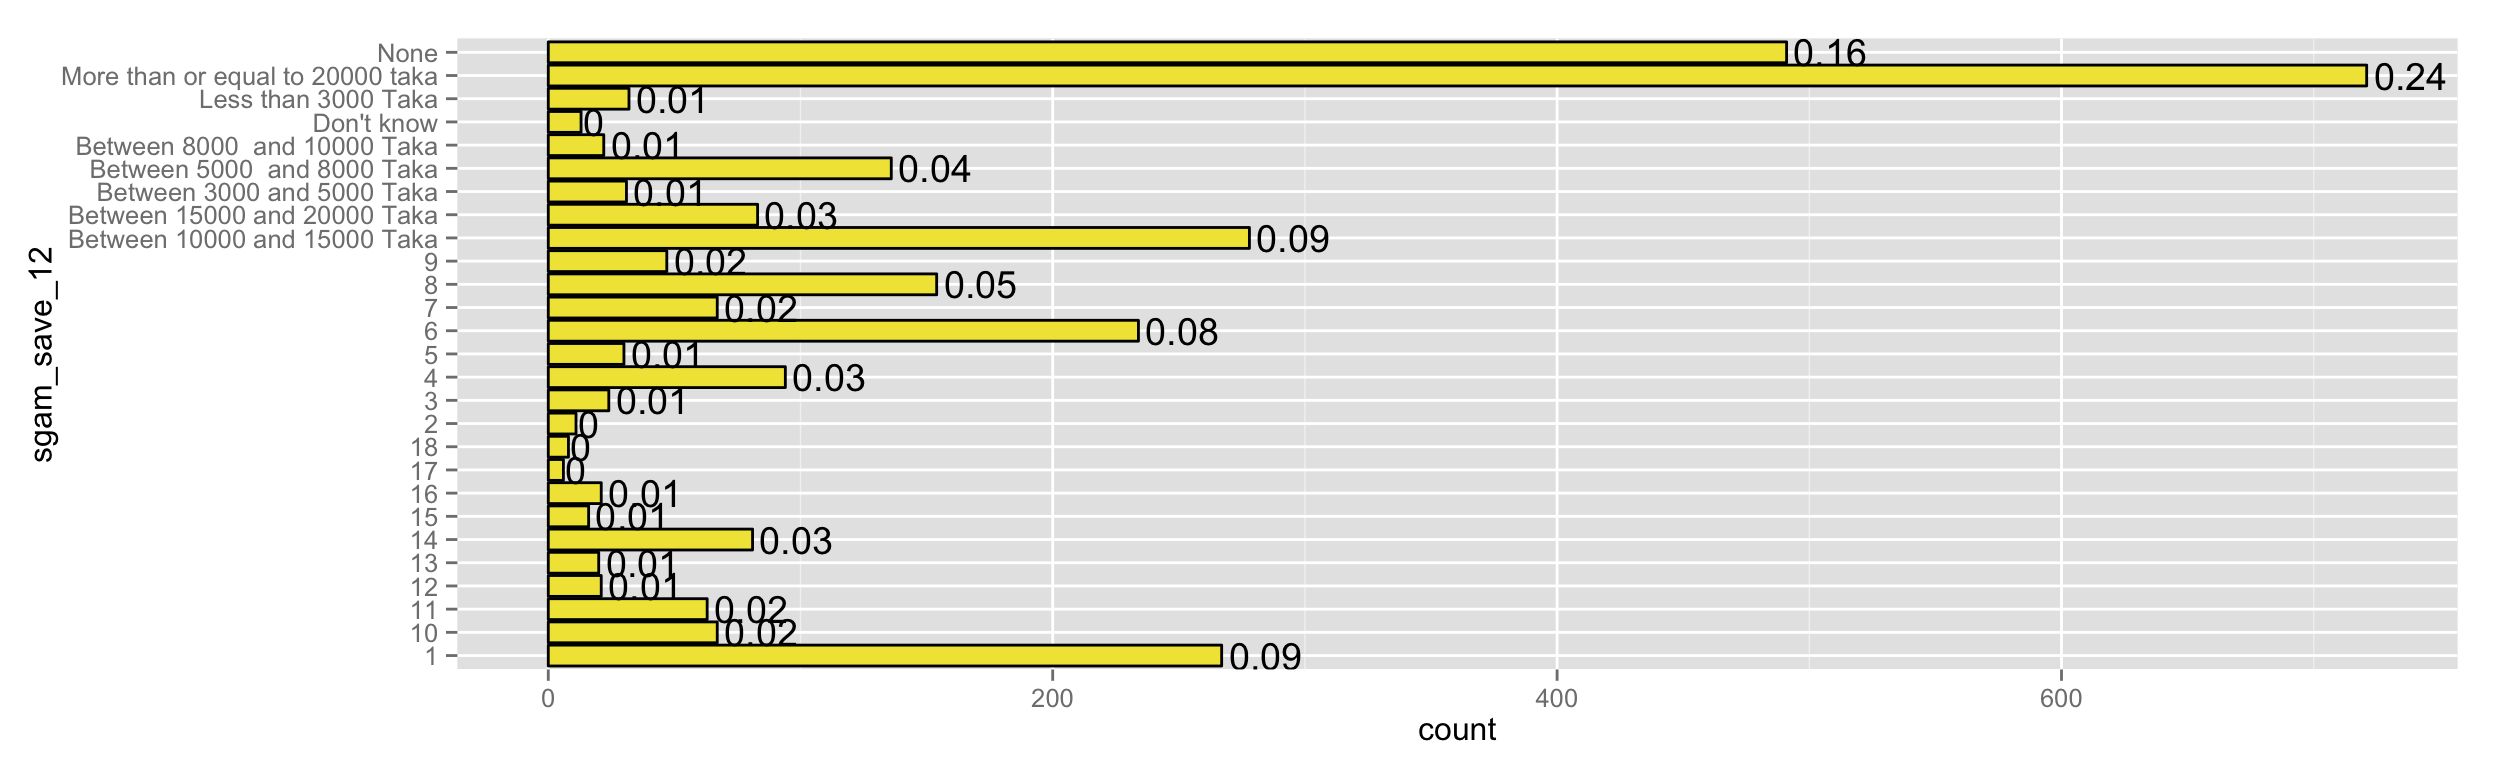 None 0.16
More than or equal to 20000 taka 0.24
Less than 3000 Taka 0.01
Don't know 0
Between 8000  and 10000 Taka 0.01
Between 5000  and 8000 Taka 0.04
Between 3000 and 5000 Taka 0.01
Between 15000 and 20000 Taka 0.03
Between 10000 and 15000 Taka 0.09
9 0.02
8 0.05
7 0.02
6 0.08
5 0.01
4 0.03
3 0.01
2 0
18 0
17 0
16 0.01
15 0.01
14 0.03
13 0.01
12 0.01
11 0.02
10 0.02
1 0.09
sgam_save_12
0 200 400 600
count